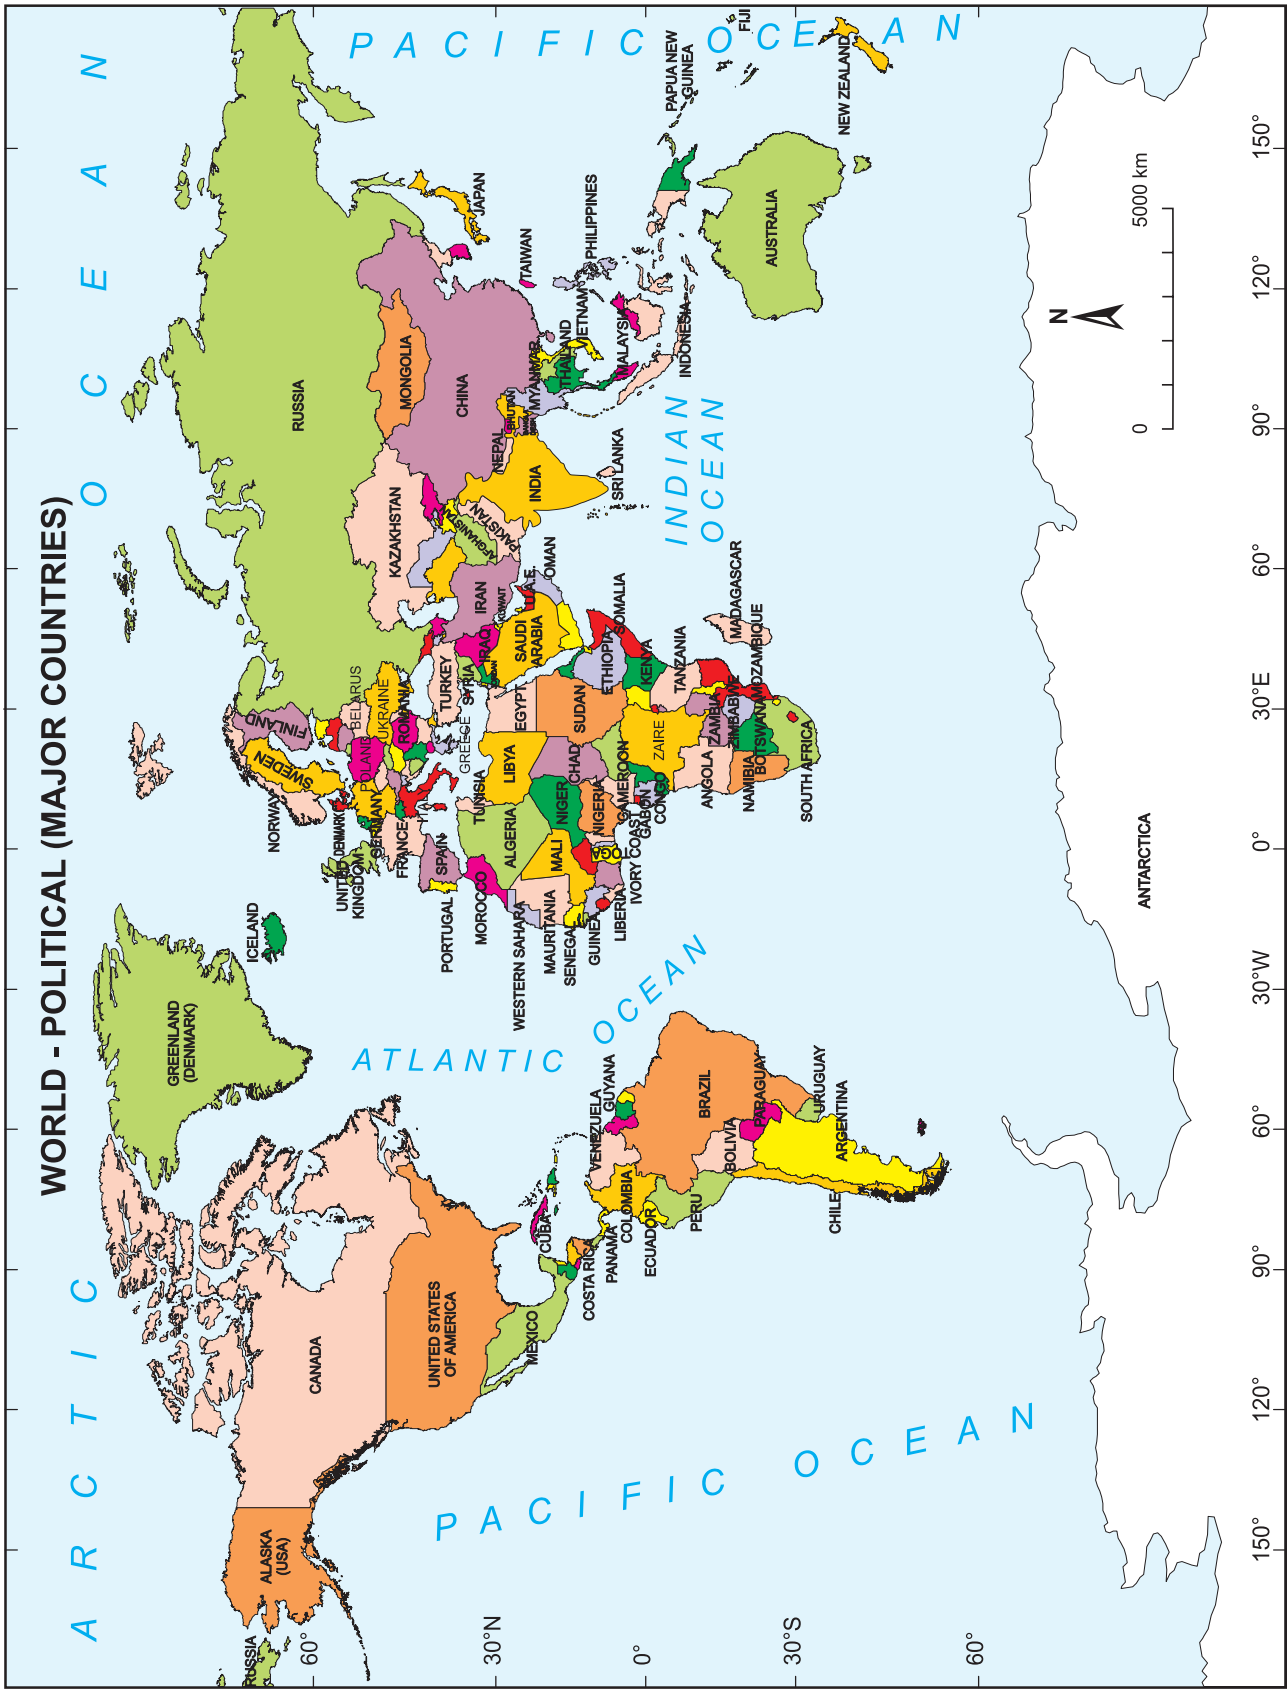 WORLD - POLITICAL (MAJOR COUNTRIES)
ARCTIC OCEAN
RUSSIA
ALASKA
(USA)
CANADA
GREENLAND
(DENMARK)
ICELAND
UNITED STATES
OF AMERICA
MEXICO
CUBA
COSTA RICA
PANAMA
VENEZUELA
GUYANA
COLOMBIA
ECUADOR
PERU
BRAZIL
BOLIVIA
PARAGUAY
URUGUAY
ARGENTINA
CHILE
PACIFIC OCEAN
ATLANTIC
OCEAN
NORWAY
SWEDEN
FINLAND
UNITED
KINGDOM
DENMARK
GERMANY
POLAND
BELARUS
UKRAINE
ROMANIA
FRANCE
SPAIN
PORTUGAL
GREECE
TURKEY
SYRIA
IRAQ
IRAN
KUWAIT
SAUDI
ARABIA
U.A.E.
OMAN
RUSSIA
KAZAKHSTAN
MONGOLIA
CHINA
AFGHANISTAN
PAKISTAN
INDIA
NEPAL
BHUTAN
MYANMAR
THAILAND
VIETNAM
MALAYSIA
INDONESIA
PHILIPPINES
TAIWAN
JAPAN
SRI LANKA
PAPUA NEW
GUINEA
FIJI
AUSTRALIA
NEW ZEALAND
PACIFIC OCEAN
INDIAN
OCEAN
MOROCCO
WESTERN SAHARA
MAURITANIA
SENEGAL
GUINEA
LIBERIA
IVORY COAST
MALI
ALGERIA
TUNISIA
LIBYA
EGYPT
NIGER
NIGERIA
CHAD
SUDAN
ETHIOPIA
SOMALIA
KENYA
CAMEROON
GABON
CONGO
ZAIRE
TANZANIA
ANGOLA
ZAMBIA
ZIMBABWE
MOZAMBIQUE
MADAGASCAR
NAMIBIA
BOTSWANA
SOUTH AFRICA
ANTARCTICA
N
0 5000 km
60°
30°N
0°
30°S
60°
150° 120° 90° 60° 30°W 0° 30°E 60° 90° 120° 150°